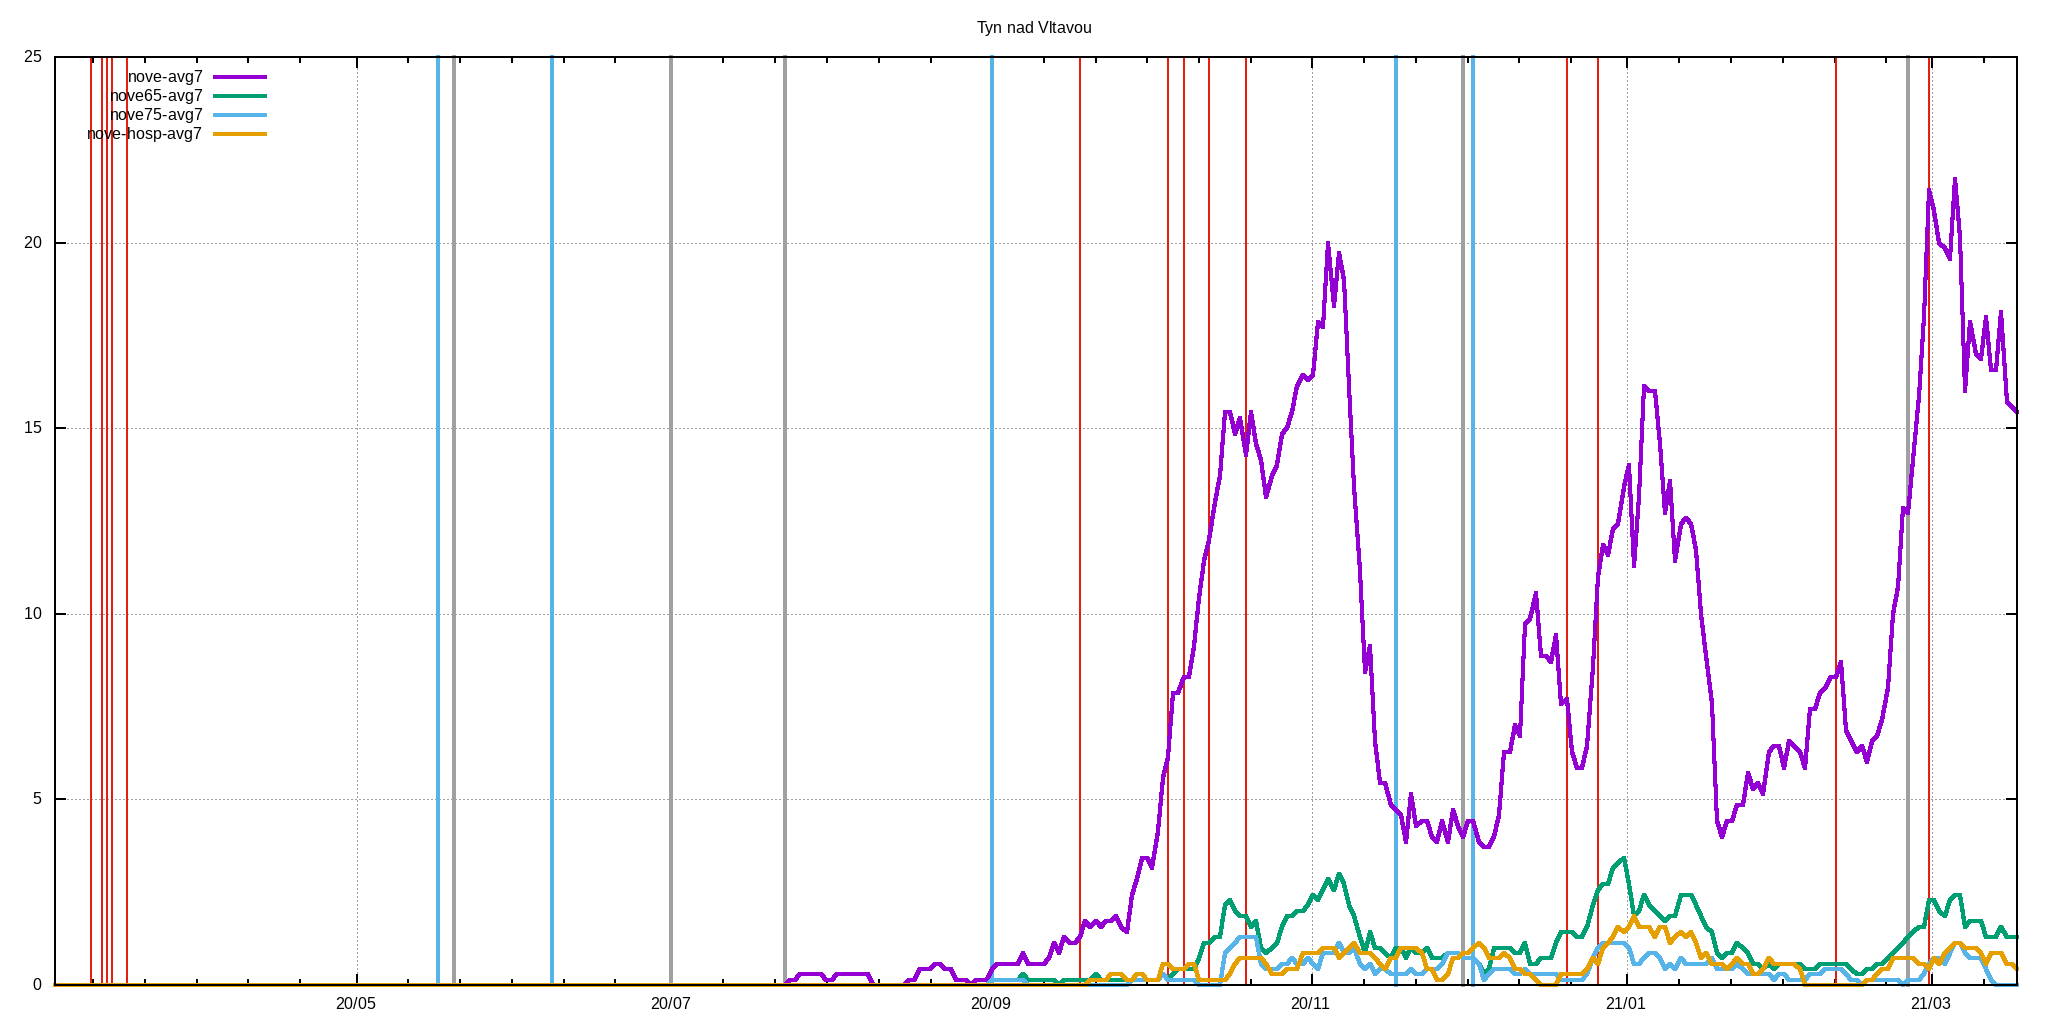 Tyn nad Vltavou
25
20
15
10
5
0
nove-avg7
nove65-avg7
nove75-avg7
nove-hosp-avg7
20/05 20/07 20/09 20/11 21/01 21/03